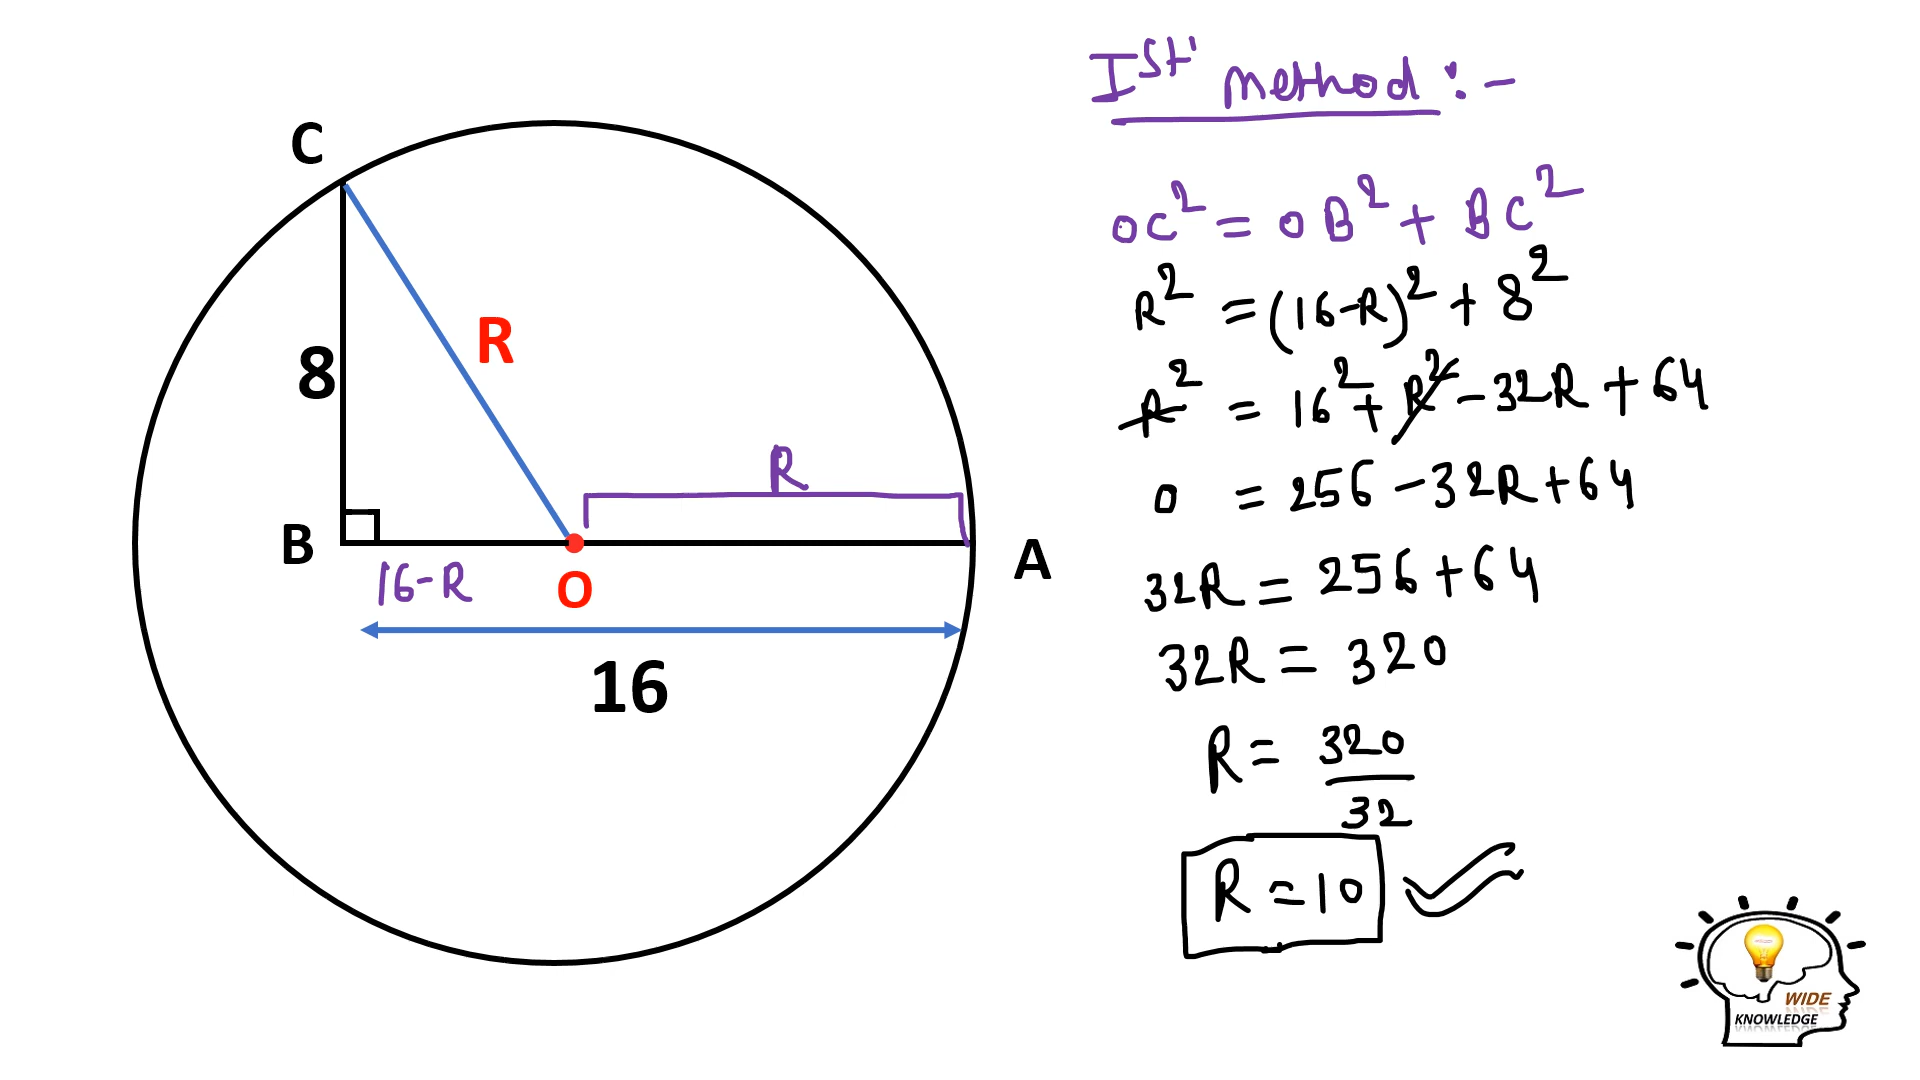 C
R
8
R
B
16-R
O
A
16
Ist method:-
OC²=OB²+BC²
R²=(16-R)²+8²
R²=16²+R²-32R+64
0=256-32R+64
32R=256+64
32R=320
R=320/32
R=10
WIDE
KNOWLEDGE